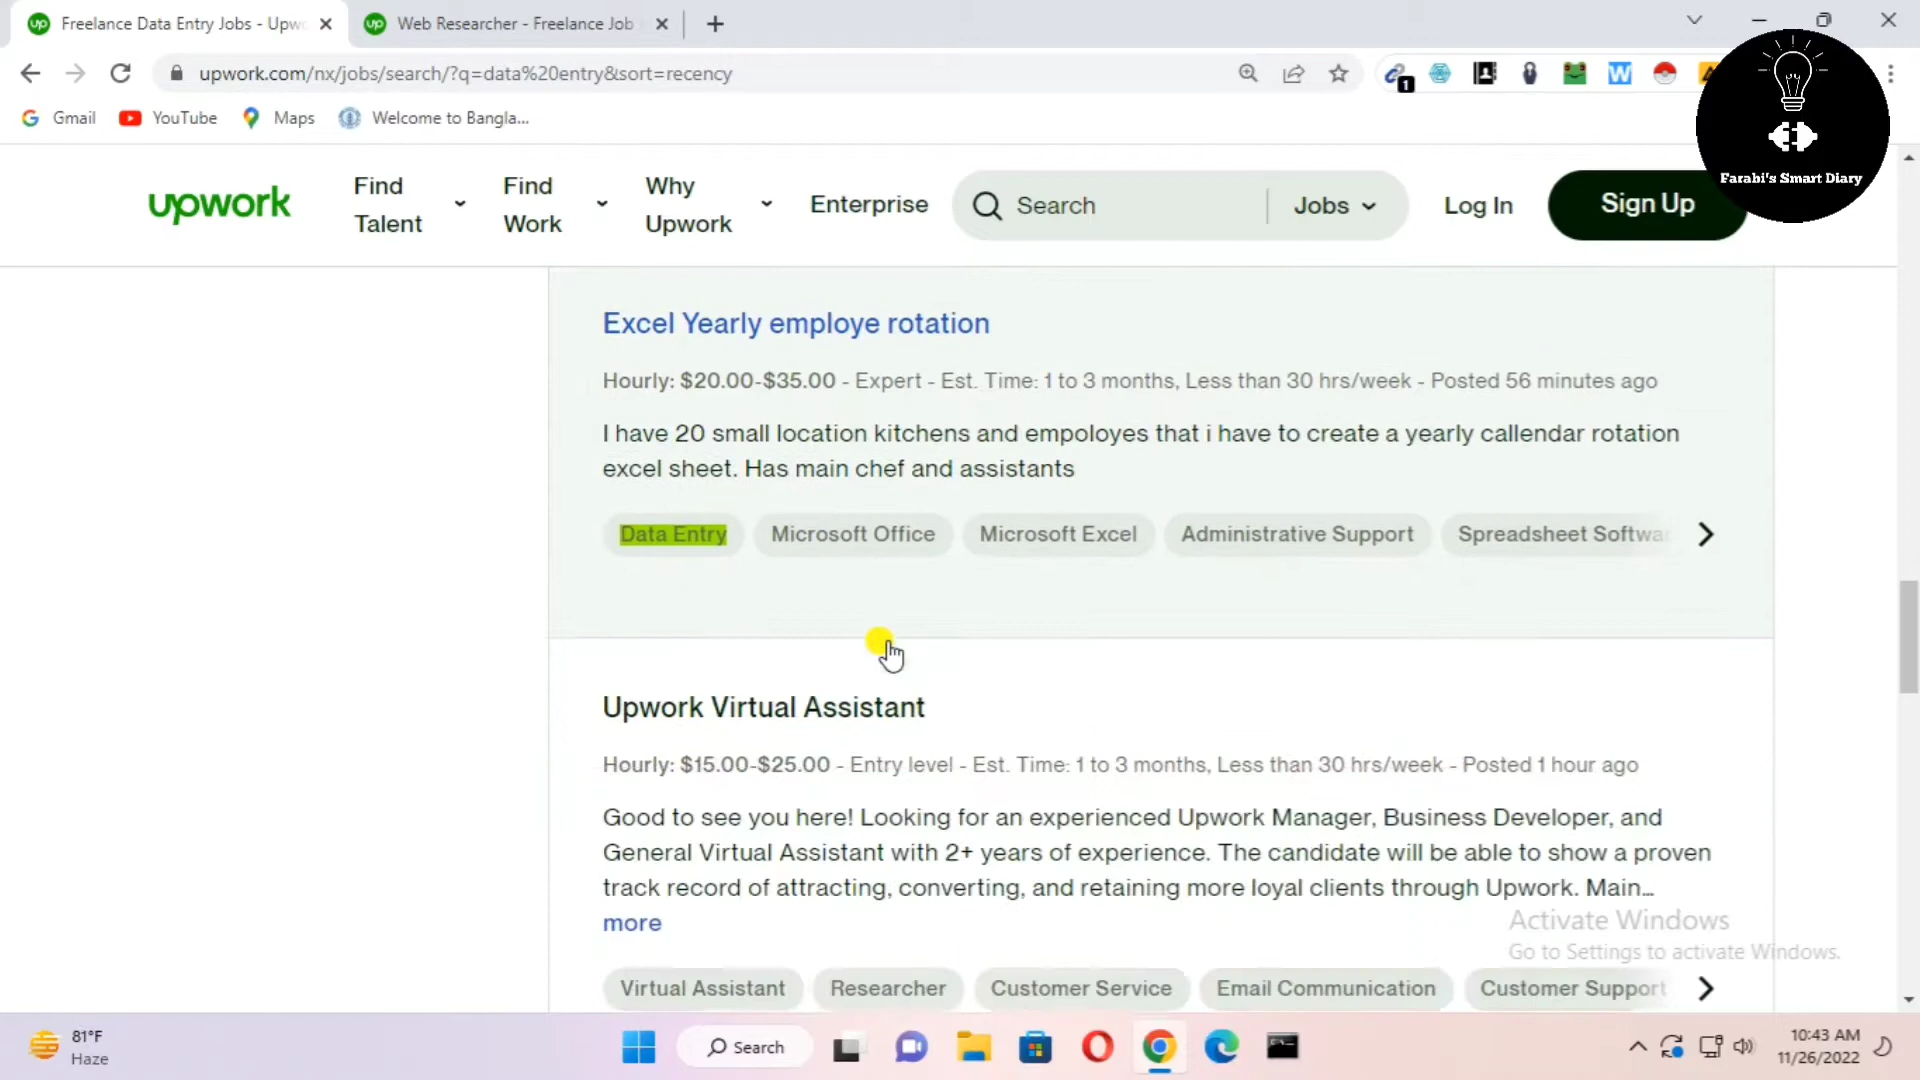 Freelance Data Entry Jobs - Upw
Web Researcher - Freelance Job
upwork.com/nx/jobs/search/?q=data%20entry&sort=recency
1
W
Gmail
YouTube
Maps
Welcome to Bangla...
Farabi's Smart Diary
upwork
Find Talent
Find Work
Why Upwork
Enterprise
Search
Jobs
Log In
Sign Up
Excel Yearly employe rotation
Hourly: $20.00-$35.00 - Expert - Est. Time: 1 to 3 months, Less than 30 hrs/week - Posted 56 minutes ago
I have 20 small location kitchens and empoloyes that i have to create a yearly callendar rotation
excel sheet. Has main chef and assistants
Data Entry
Microsoft Office
Microsoft Excel
Administrative Support
Spreadsheet Softwar
Upwork Virtual Assistant
Hourly: $15.00-$25.00 - Entry level - Est. Time: 1 to 3 months, Less than 30 hrs/week - Posted 1 hour ago
Good to see you here! Looking for an experienced Upwork Manager, Business Developer, and
General Virtual Assistant with 2+ years of experience. The candidate will be able to show a proven
track record of attracting, converting, and retaining more loyal clients through Upwork. Main...
more
Activate Windows
Go to Settings to activate Windows.
Virtual Assistant
Researcher
Customer Service
Email Communication
Customer Support
81°F
Haze
Search
10:43 AM
11/26/2022